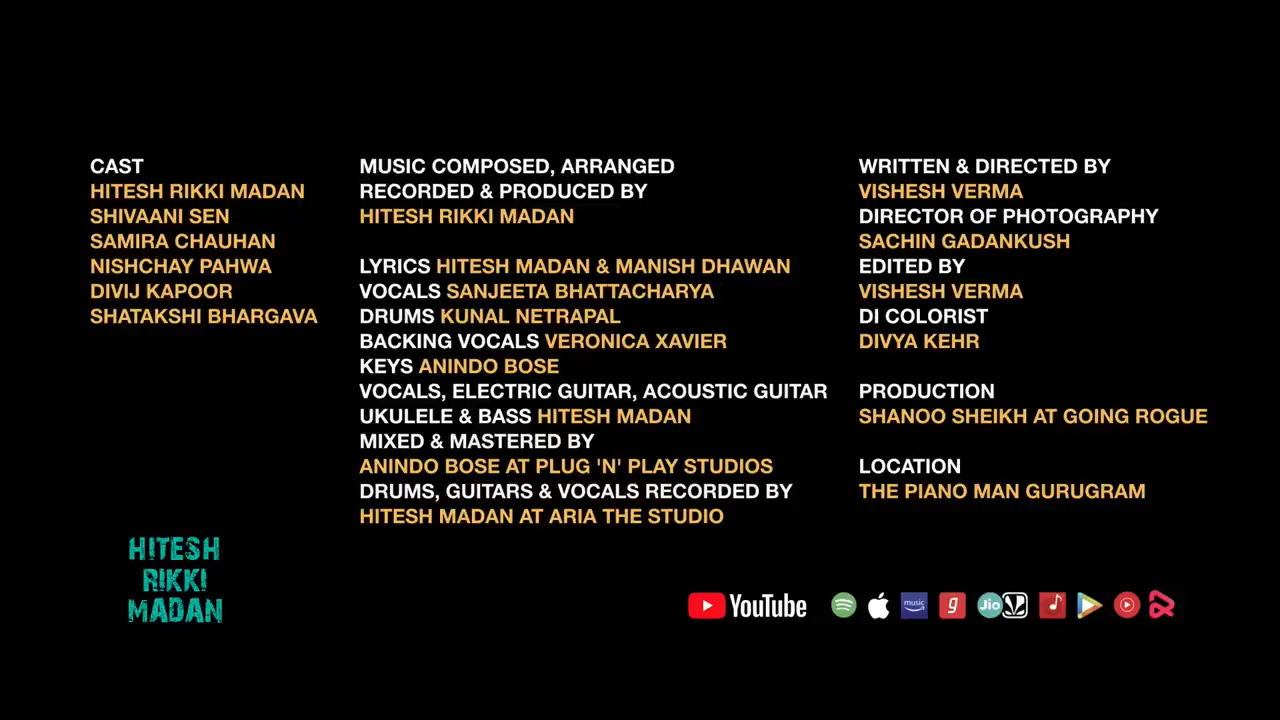 CAST
HITESH RIKKI MADAN
SHIVAANI SEN
SAMIRA CHAUHAN
NISHCHAY PAHWA
DIVIJ KAPOOR
SHATAKSHI BHARGAVA
MUSIC COMPOSED, ARRANGED
RECORDED & PRODUCED BY
HITESH RIKKI MADAN
LYRICS HITESH MADAN & MANISH DHAWAN
VOCALS SANJEETA BHATTACHARYA
DRUMS KUNAL NETRAPAL
BACKING VOCALS VERONICA XAVIER
KEYS ANINDO BOSE
VOCALS, ELECTRIC GUITAR, ACOUSTIC GUITAR
UKULELE & BASS HITESH MADAN
MIXED & MASTERED BY
ANINDO BOSE AT PLUG 'N' PLAY STUDIOS
DRUMS, GUITARS & VOCALS RECORDED BY
HITESH MADAN AT ARIA THE STUDIO
WRITTEN & DIRECTED BY
VISHESH VERMA
DIRECTOR OF PHOTOGRAPHY
SACHIN GADANKUSH
EDITED BY
VISHESH VERMA
DI COLORIST
DIVYA KEHR
PRODUCTION
SHANOO SHEIKH AT GOING ROGUE
LOCATION
THE PIANO MAN GURUGRAM
HITESH
RIKKI
MADAN
YouTube music g Jio